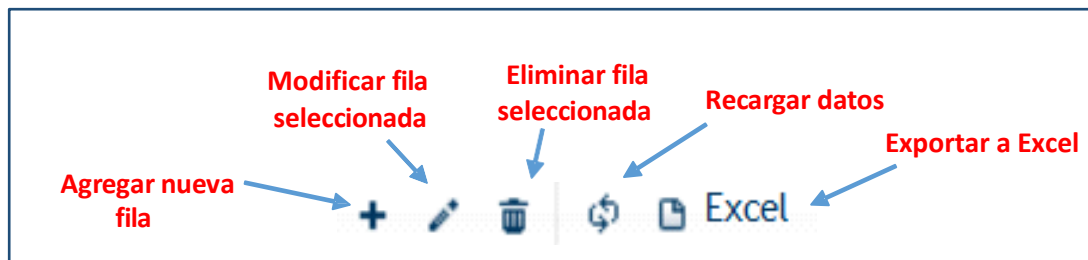 Modificar fila
seleccionada
Eliminar fila
seleccionada
Recargar datos
Exportar a Excel
Agregar nueva
fila
Excel